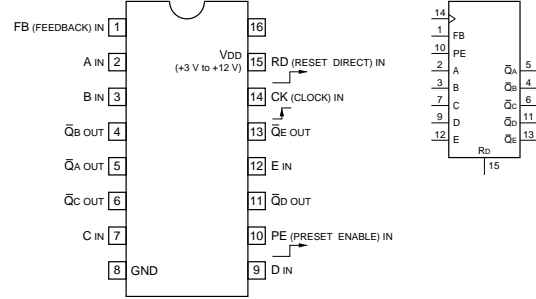 FB (FEEDBACK) IN 1
16
VDD
(+3 V to +12 V)
A IN 2
15 RD (RESET DIRECT) IN
B IN 3
14 CK (CLOCK) IN
Q̅B OUT 4
13 Q̅E OUT
Q̅A OUT 5
12 E IN
Q̅C OUT 6
11 Q̅D OUT
C IN 7
10 PE (PRESET ENABLE) IN
8 GND
9 D IN
14
1 FB
10 PE
2 A Q̅A 5
3 B Q̅B 4
7 C Q̅C 6
9 D Q̅D 11
12 E Q̅E 13
RD
15